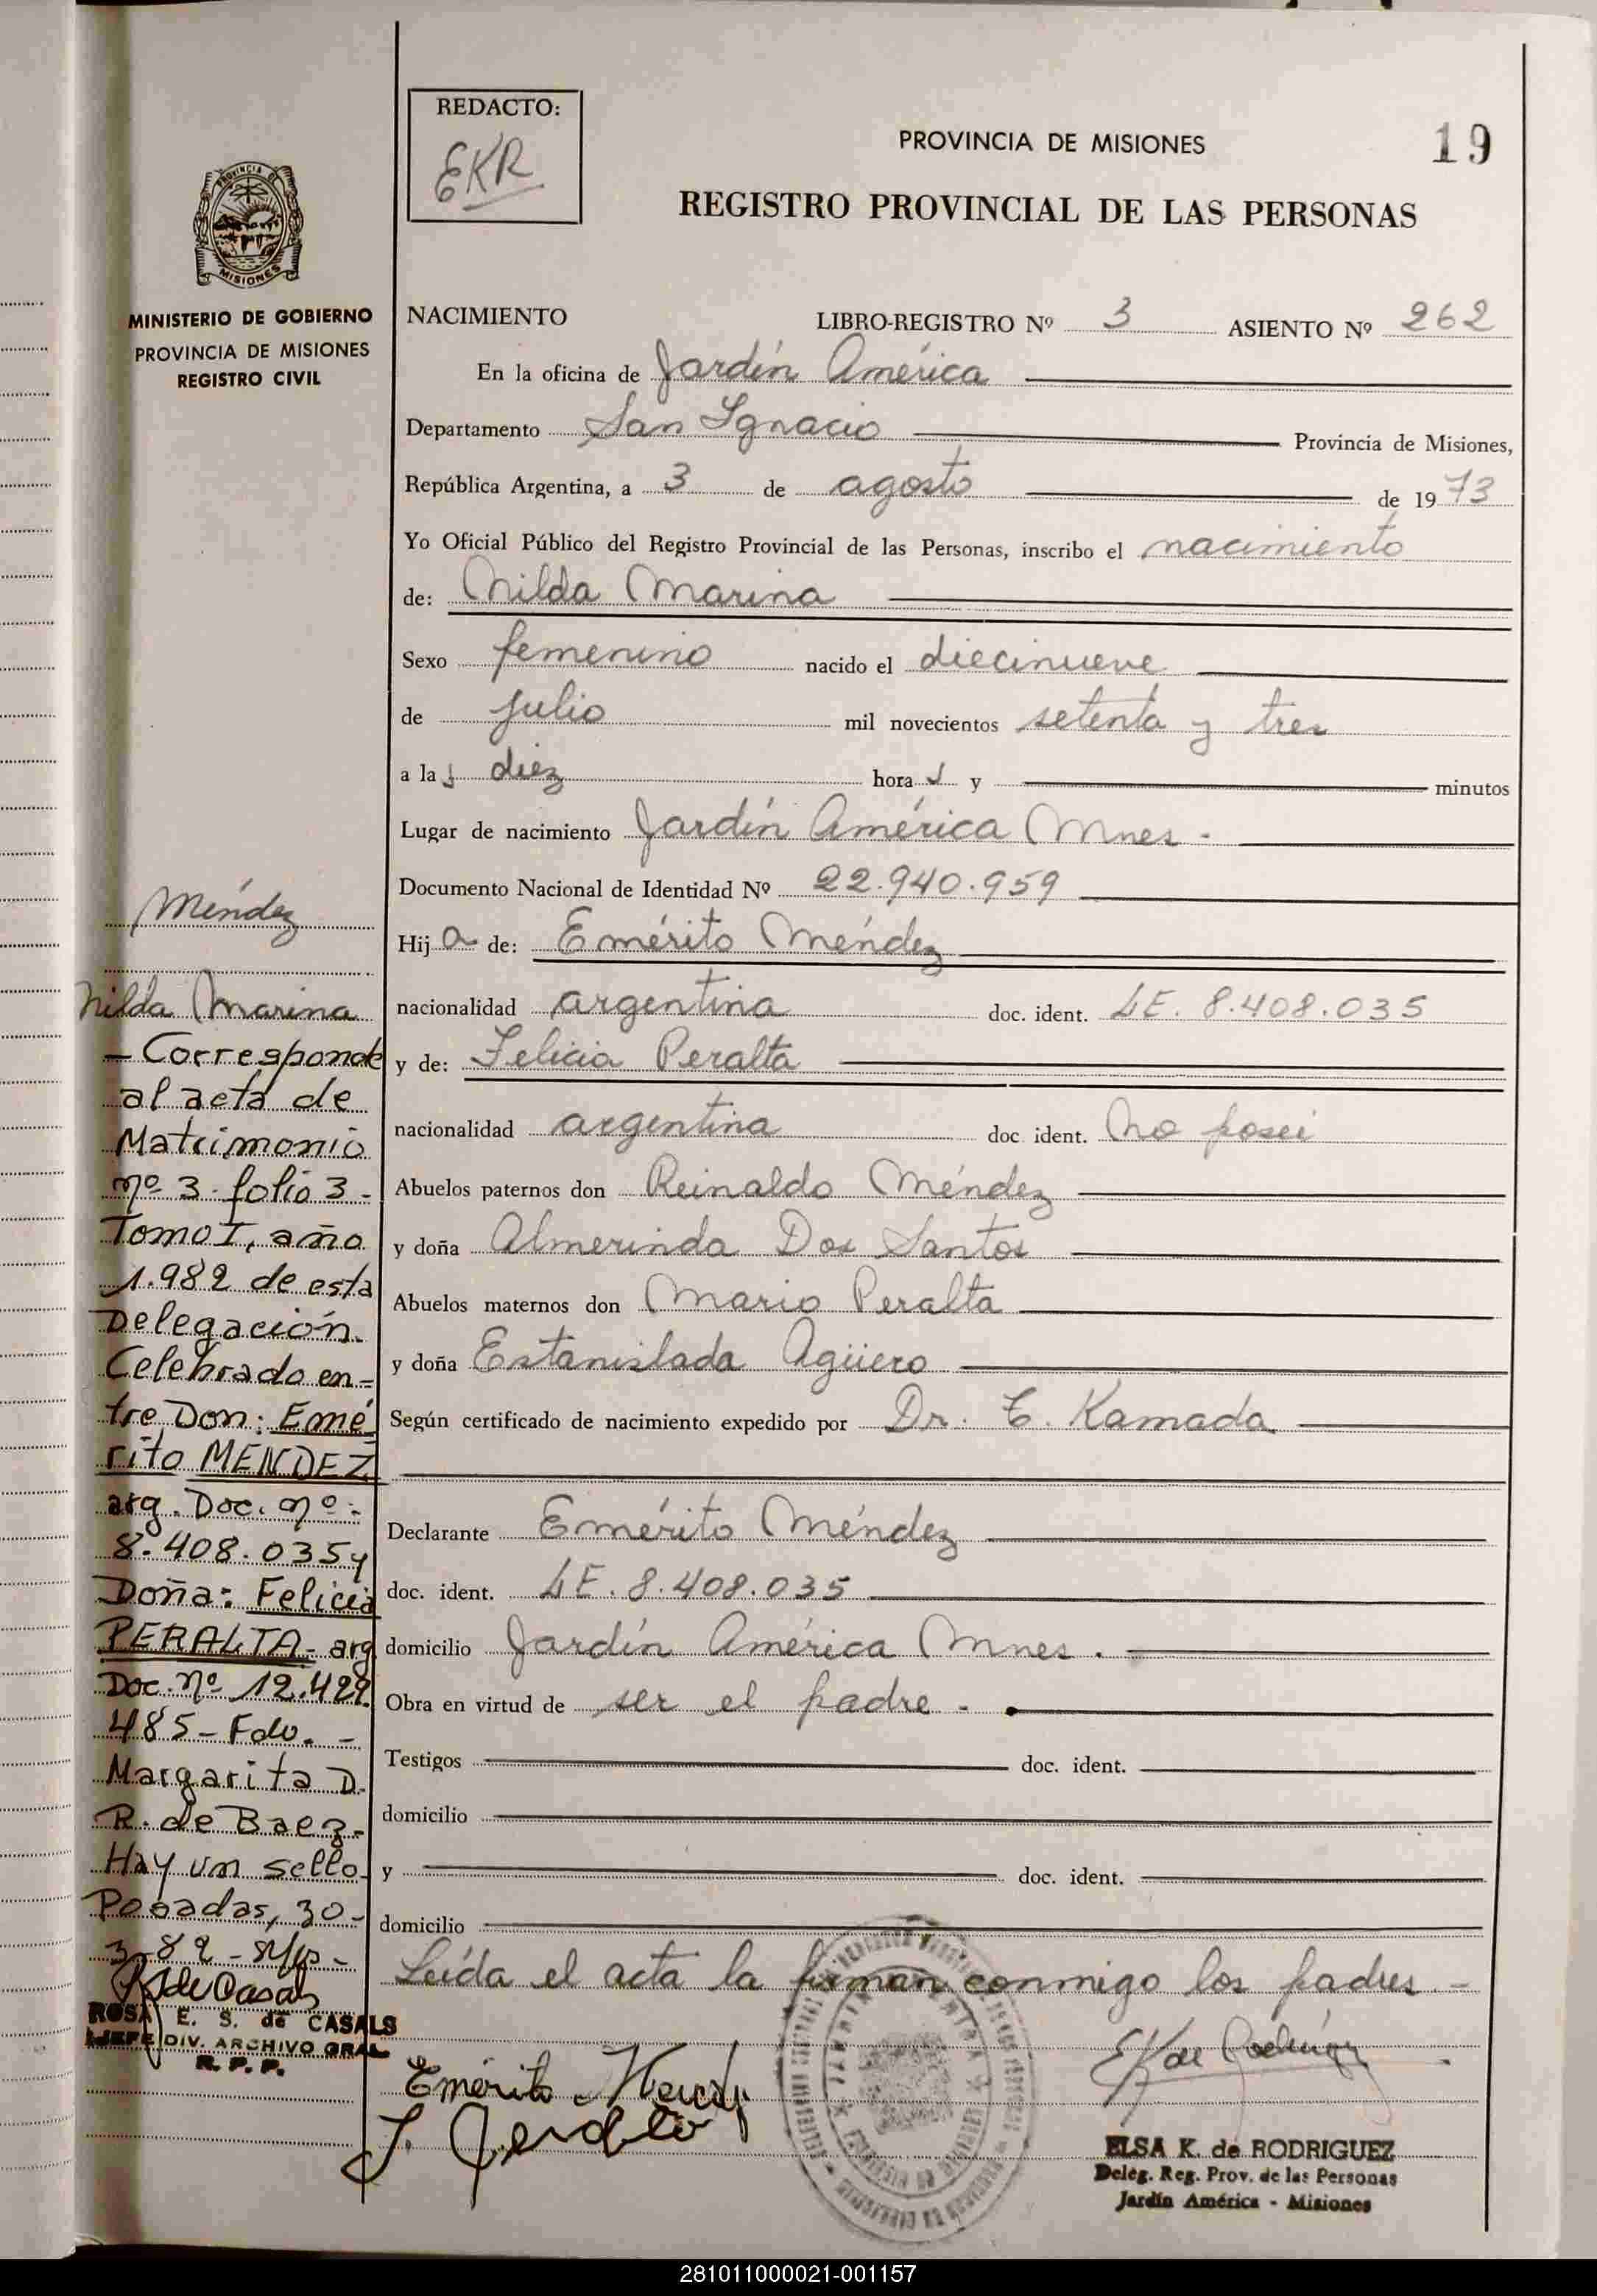 REDACTO:
EKR
PROVINCIA DE MISIONES
19
REGISTRO PROVINCIAL DE LAS PERSONAS
PROVINCIA DE
MISIONES
MINISTERIO DE GOBIERNO
PROVINCIA DE MISIONES
REGISTRO CIVIL
NACIMIENTO LIBRO-REGISTRO Nº 3 ASIENTO Nº 262
En la oficina de Jardín América
Departamento San Ignacio Provincia de Misiones,
República Argentina, a 3 de agosto de 1973
Yo Oficial Público del Registro Provincial de las Personas, inscribo el nacimiento
de: Nilda Marina
Sexo femenino nacido el diecinueve
de julio mil novecientos setenta y tres
a las diez horas y minutos
Lugar de nacimiento Jardín América Mnes -
Documento Nacional de Identidad Nº 22.940.959
Hija de: Emérito Méndez
nacionalidad argentina doc. ident. LE. 8.408.035
y de: Felicia Peralta
nacionalidad argentina doc ident. No posei
Abuelos paternos don Reinaldo Méndez
y doña Almerinda Dos Santos
Abuelos maternos don Mario Peralta
y doña Estanislada Agüero
Según certificado de nacimiento expedido por Dr. T. Kamada
Declarante Emérito Méndez
doc. ident. LE. 8.408.035
domicilio Jardín América Mnes.
Obra en virtud de ser el padre -
Testigos doc. ident.
domicilio
y doc. ident.
domicilio
Leída el acta la firman conmigo los padres -
Emérito Mendez
F. Peralta
E K de Rodriguez
ELSA K. de RODRIGUEZ
Deleg. Reg. Prov. de las Personas
Jardín América - Misiones
Méndez
Nilda Marina
- Corresponde
al acta de
Matrimonio
nº 3 folio 3 -
Tomo I, año
1.982 de esta
Delegación.
Celebrado en-
tre Don: Emé
rito MENDEZ
arg. Doc. nº:
8.408.035 y
Doña: Felicia
PERALTA - arg
Doc. nº 12.429.
485 - Fdo. -
Margarita D.
R. de Baez -
Hay un sello -
Posadas, 30-
3-82 -
R S de Casals
ROSA E. S. de CASALS
JEFE DIV. ARCHIVO GRAL
R. P. P.
281011000021-001157